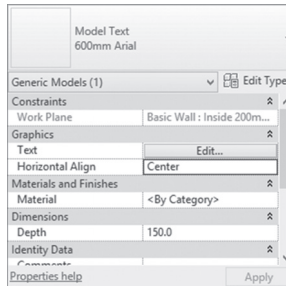 Model Text
600mm Arial
Generic Models (1)
Edit Type
Constraints
Work Plane Basic Wall : Inside 200m...
Graphics
Text Edit...
Horizontal Align Center
Materials and Finishes
Material <By Category>
Dimensions
Depth 150.0
Identity Data
Comments
Properties help Apply